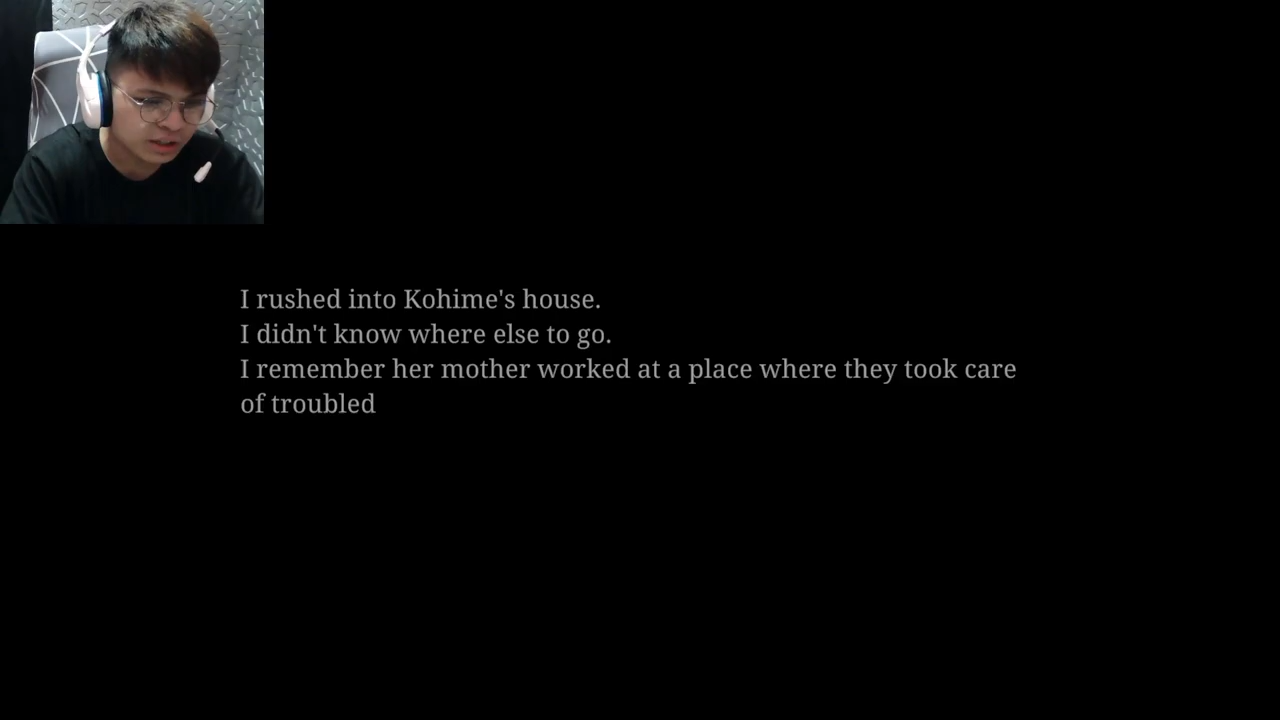 I rushed into Kohime's house.
I didn't know where else to go.
I remember her mother worked at a place where they took care
of troubled